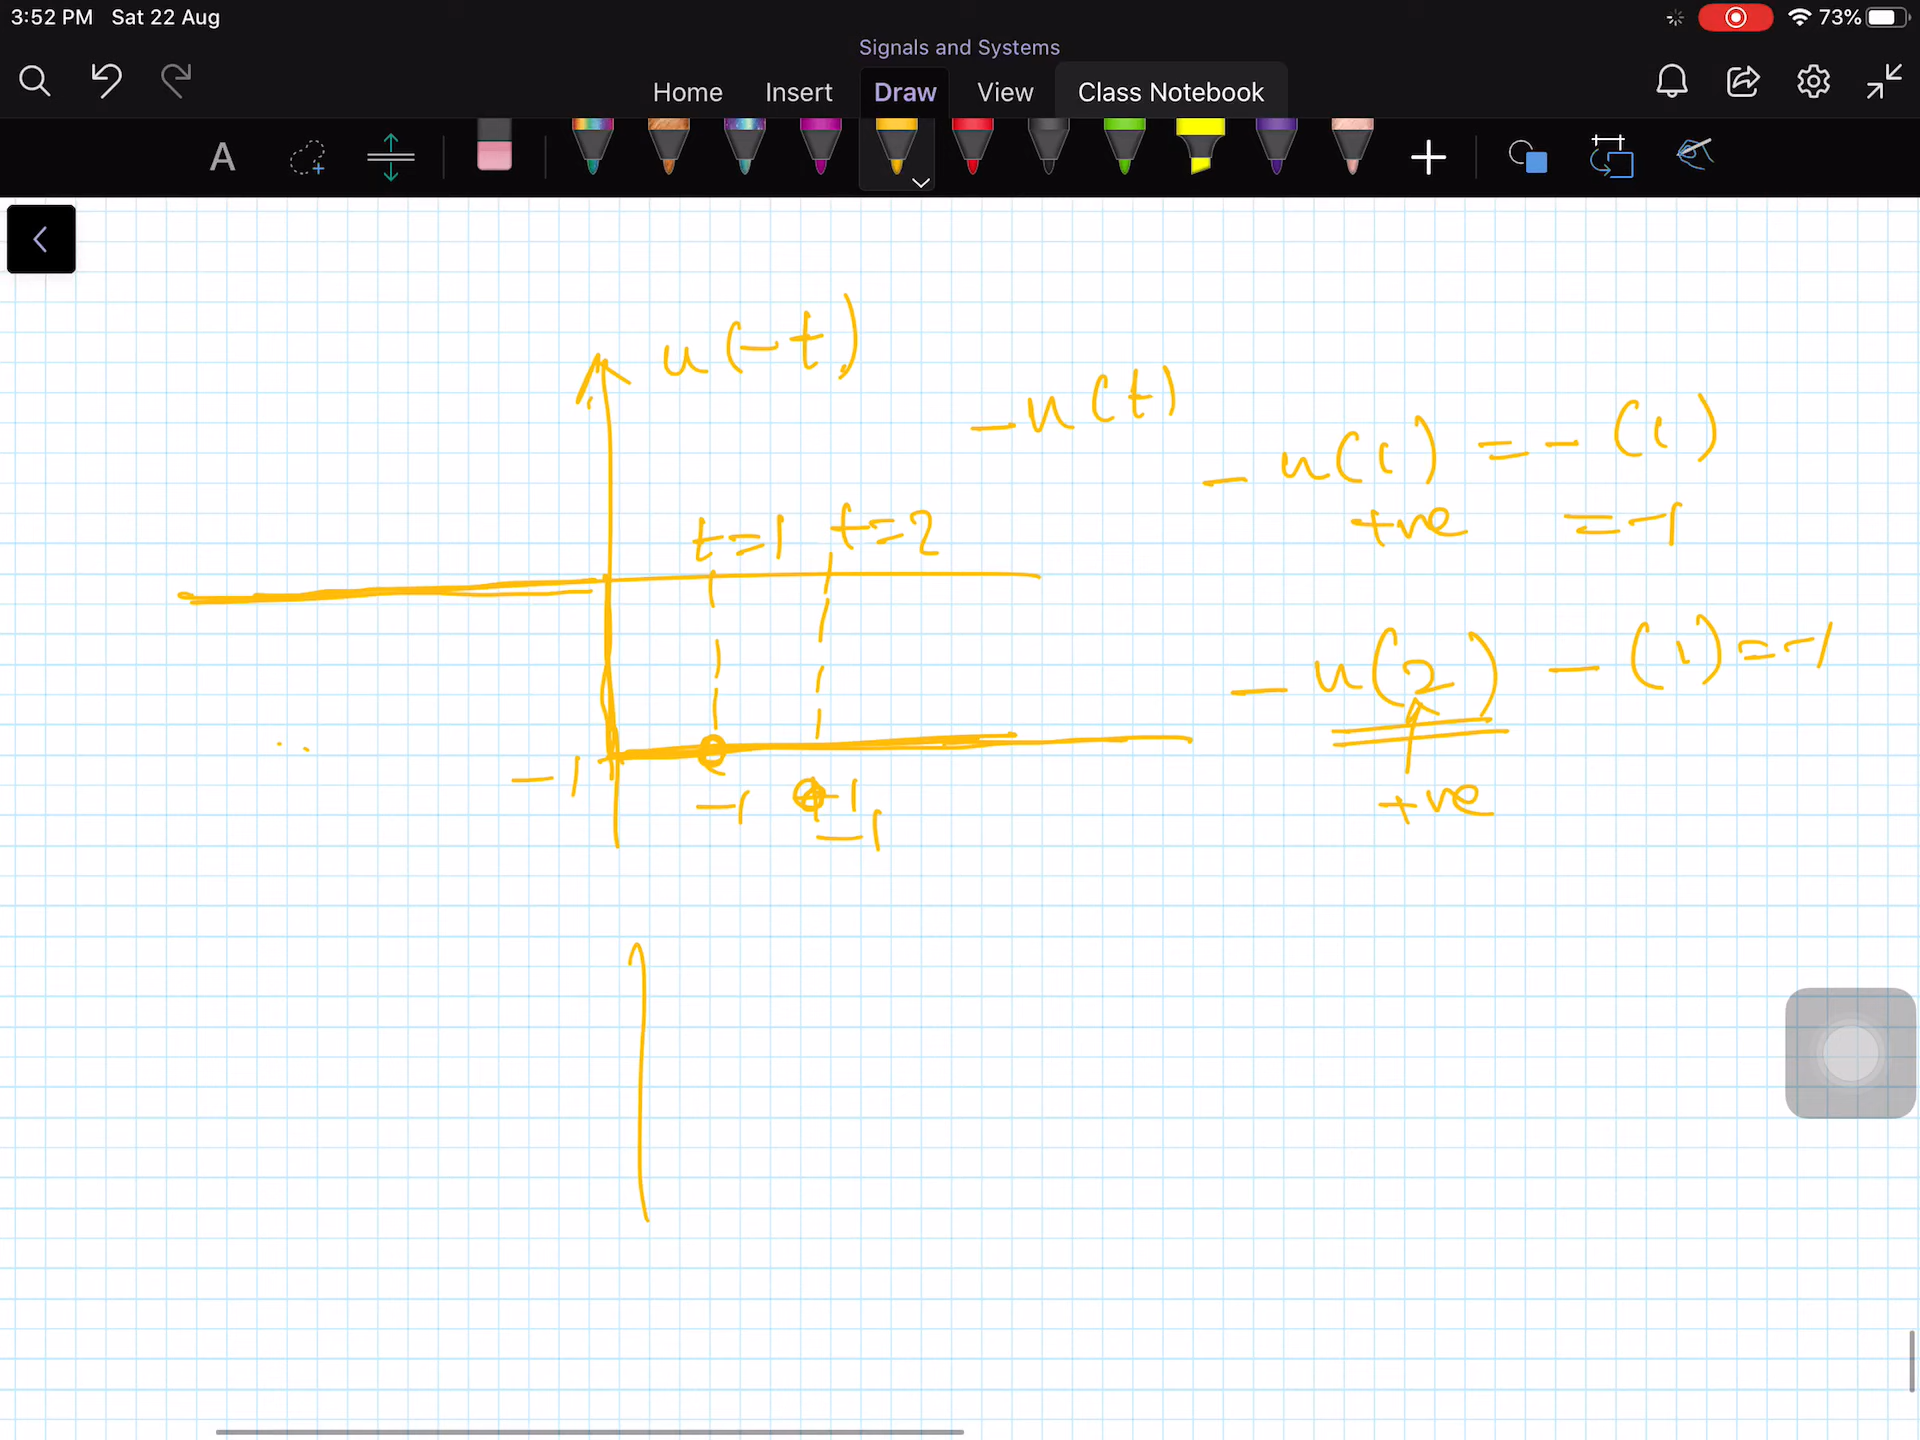 3:52 PM Sat 22 Aug
73%
Signals and Systems
Home Insert Draw View Class Notebook
A
u(-t)
-u(t)
-u(1) = -(1)
+ve = -1
t=1 t=2
-u(2) -(1) = -1
+ve
-1
-1
-1